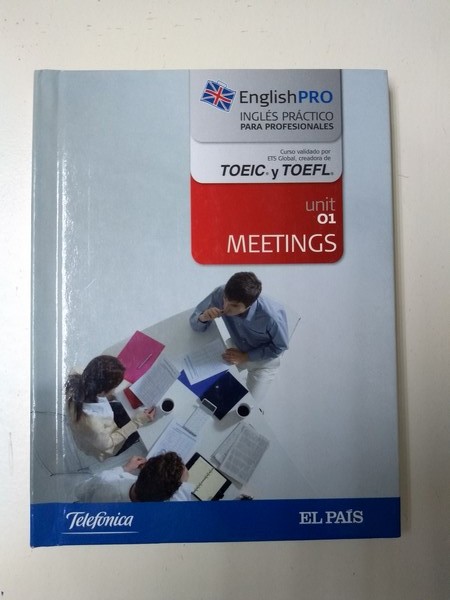 EnglishPRO
INGLÉS PRÁCTICO
PARA PROFESIONALES
Curso validado por
ETS Global, creadora de
TOEIC® y TOEFL®
unit
01
MEETINGS
Telefónica
EL PAÍS